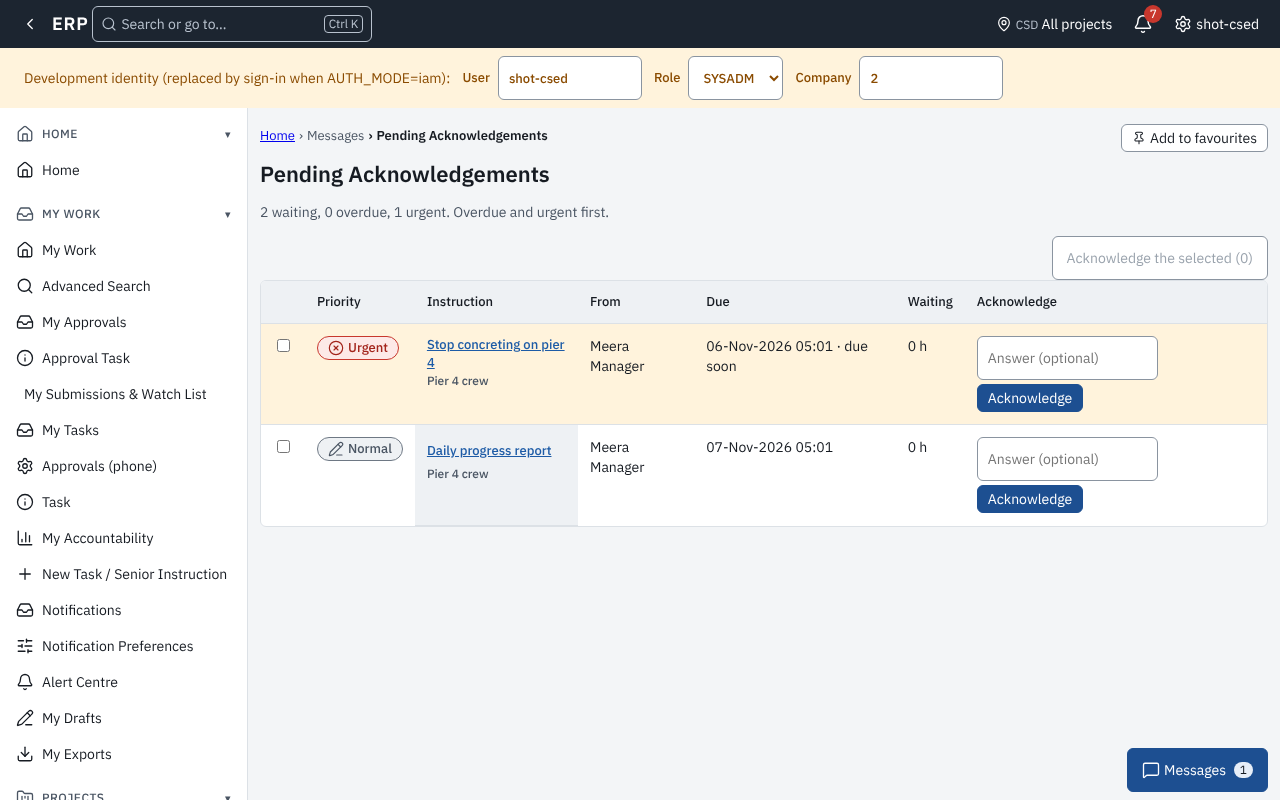 ERP
Search or go to…
Ctrl K
CSD All projects
7
shot-csed
Development identity (replaced by sign-in when AUTH_MODE=iam):
User
shot-csed
Role
SYSADM
Company
2
HOME
Home
MY WORK
My Work
Advanced Search
My Approvals
Approval Task
My Submissions & Watch List
My Tasks
Approvals (phone)
Task
My Accountability
New Task / Senior Instruction
Notifications
Notification Preferences
Alert Centre
My Drafts
My Exports
PROJECTS
Home › Messages › Pending Acknowledgements
Add to favourites
Pending Acknowledgements
2 waiting, 0 overdue, 1 urgent. Overdue and urgent first.
Acknowledge the selected (0)
Priority
Instruction
From
Due
Waiting
Acknowledge
Urgent
Stop concreting on pier
4
Pier 4 crew
Meera
Manager
06-Nov-2026 05:01 · due
soon
0 h
Answer (optional)
Acknowledge
Normal
Daily progress report
Pier 4 crew
Meera
Manager
07-Nov-2026 05:01
0 h
Answer (optional)
Acknowledge
Messages 1